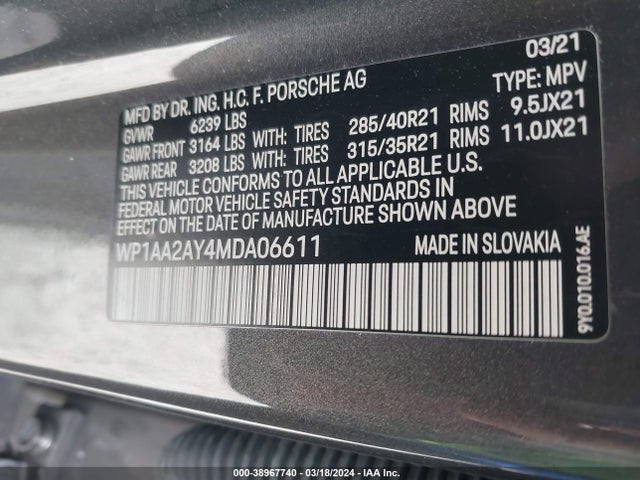 03/21
MFD BY DR. ING. H.C. F. PORSCHE AG TYPE: MPV
GVWR 6239 LBS
GAWR FRONT 3164 LBS WITH: TIRES 285/40R21 RIMS 9.5JX21
GAWR REAR 3208 LBS WITH: TIRES 315/35R21 RIMS 11.0JX21
THIS VEHICLE CONFORMS TO ALL APPLICABLE U.S.
FEDERAL MOTOR VEHICLE SAFETY STANDARDS IN
EFFECT ON THE DATE OF MANUFACTURE SHOWN ABOVE.
WP1AA2AY4MDA06611 MADE IN SLOVAKIA
9Y0.010.016.AE
000-38967740 - 03/18/2024 - IAA Inc.